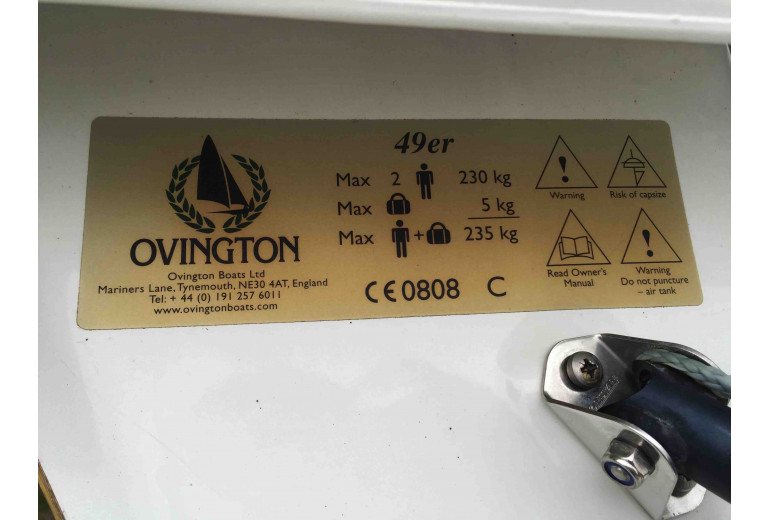 OVINGTON
Ovington Boats Ltd
Mariners Lane, Tynemouth, NE30 4AT, England
Tel: + 44 (0) 191 257 6011
www.ovingtonboats.com
49er
Max 2 230 kg
Max 5 kg
Max + 235 kg
CE0808 C
Warning
Risk of capsize
Read Owner's
Manual
Warning
Do not puncture
– air tank